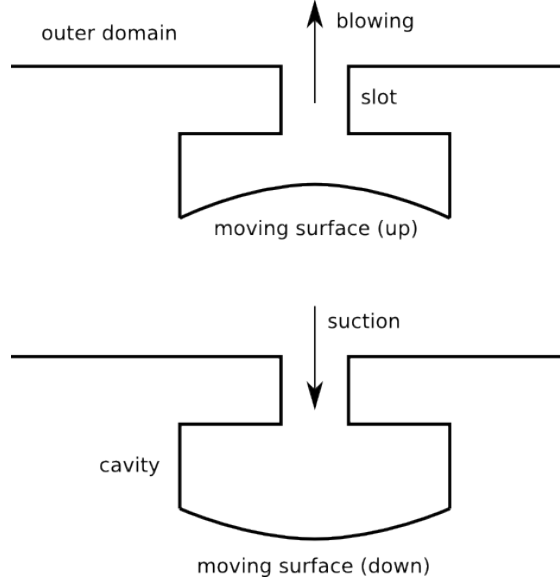 outer domain
blowing
slot
moving surface (up)
suction
cavity
moving surface (down)